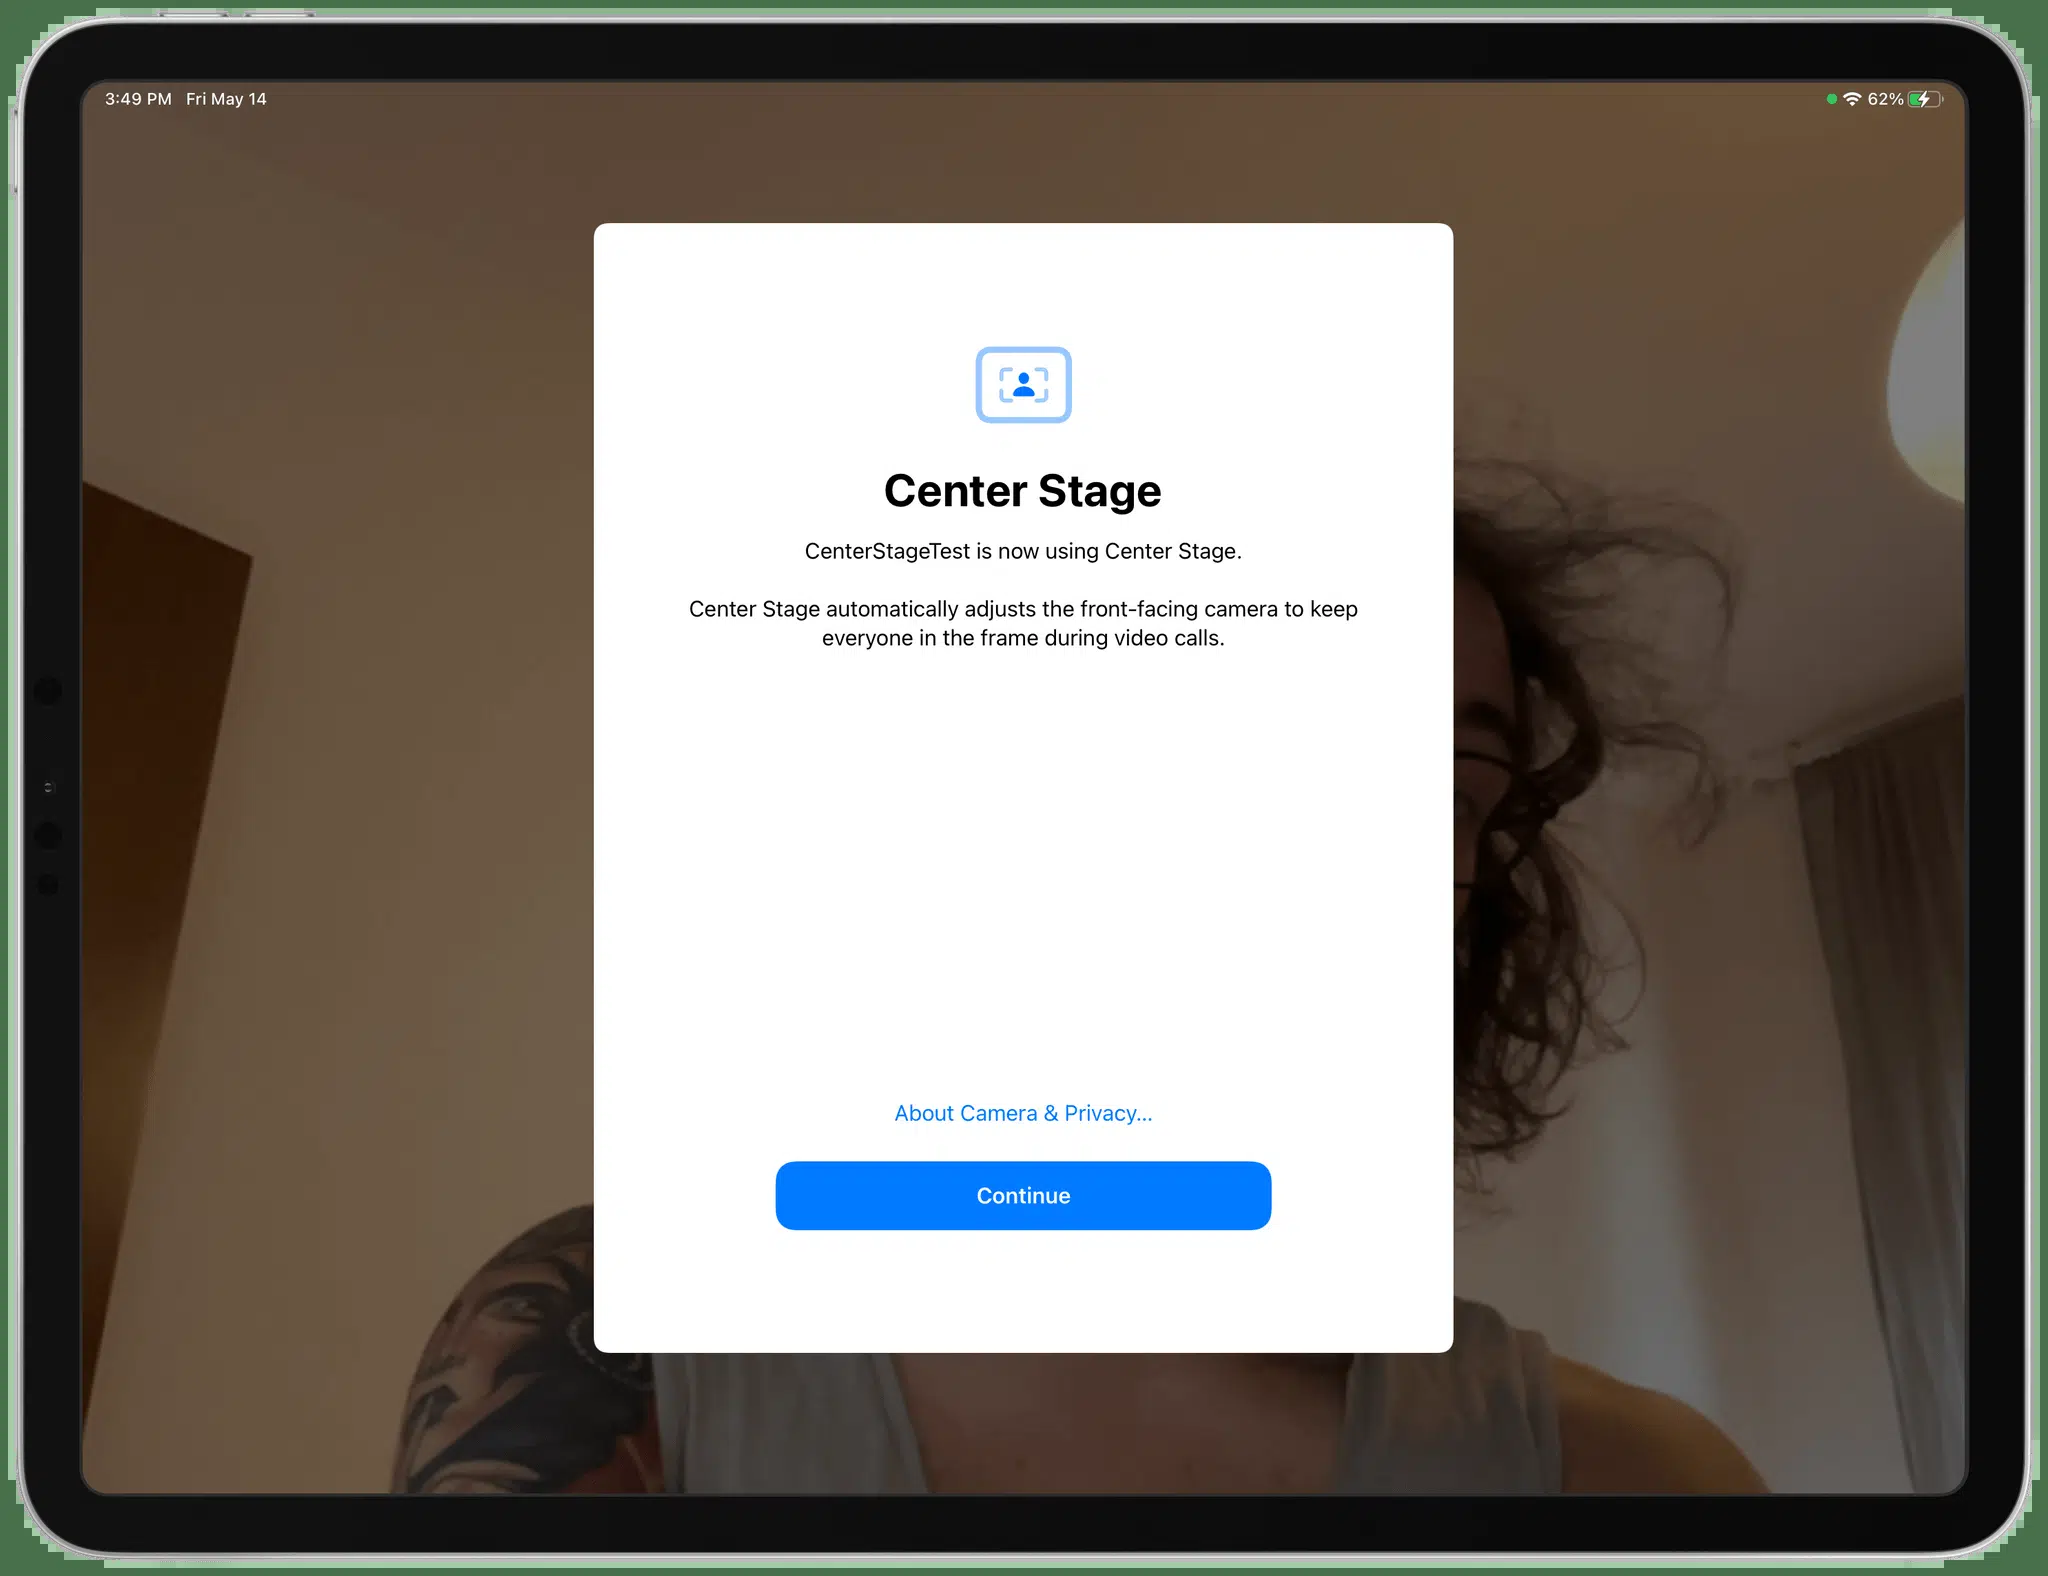 3:49 PM Fri May 14
62%
Center Stage
CenterStageTest is now using Center Stage.
Center Stage automatically adjusts the front-facing camera to keep
everyone in the frame during video calls.
About Camera & Privacy...
Continue